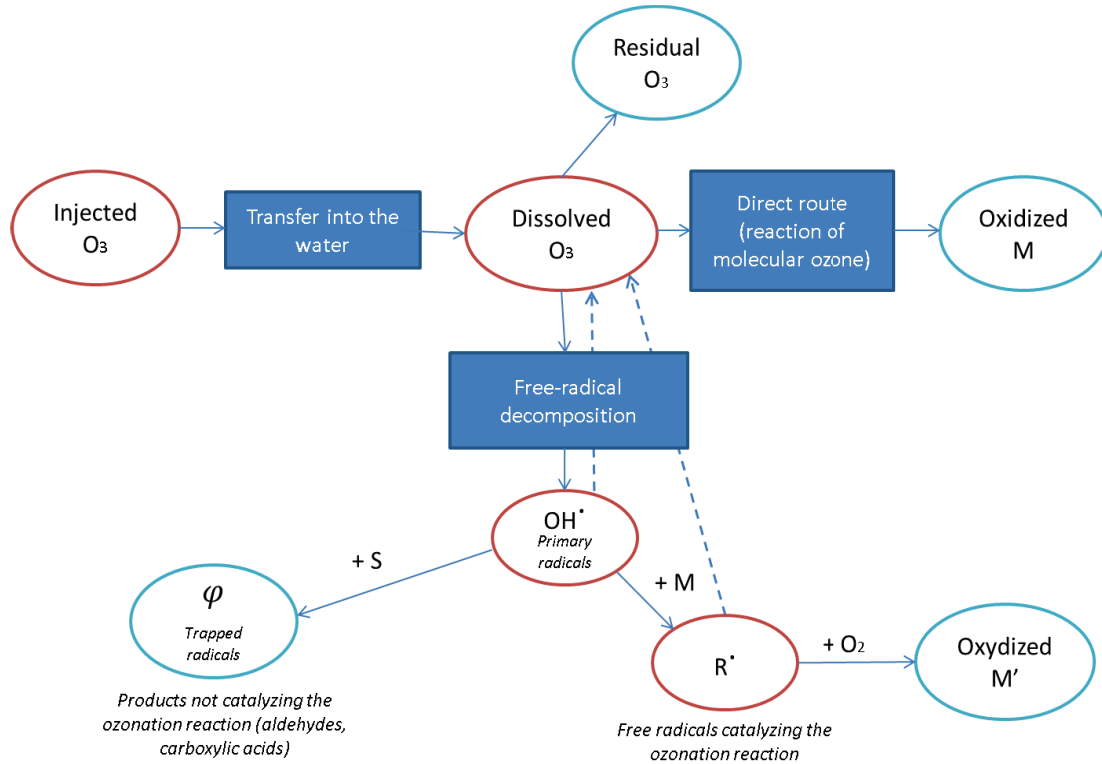 Residual
O₃
Injected
O₃
Transfer into the
water
Dissolved
O₃
Direct route
(reaction of
molecular ozone)
Oxidized
M
Free-radical
decomposition
OH˙
Primary
radicals
+ S
+ M
φ
Trapped
radicals
R˙
+ O₂
Oxydized
M'
Products not catalyzing the
ozonation reaction (aldehydes,
carboxylic acids)
Free radicals catalyzing the
ozonation reaction